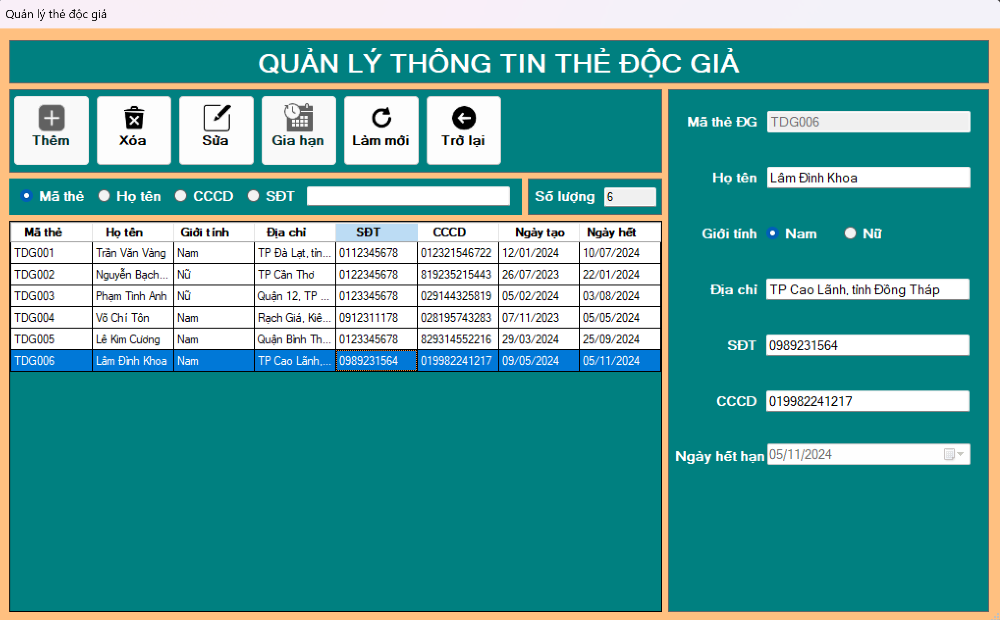 Quản lý thẻ độc giả
QUẢN LÝ THÔNG TIN THẺ ĐỘC GIẢ
Thêm Xóa Sửa Gia hạn Làm mới Trở lại
Mã thẻ Họ tên CCCD SĐT Số lượng 6
Mã thẻ Họ tên Giới tính Địa chỉ SĐT CCCD Ngày tạo Ngày hết
TDG001 Trần Văn Vàng Nam TP Đà Lạt, tỉn... 0112345678 012321546722 12/01/2024 10/07/2024
TDG002 Nguyễn Bạch... Nữ TP Cần Thơ 0122345678 819235215443 26/07/2023 22/01/2024
TDG003 Phạm Tinh Anh Nữ Quận 12, TP ... 0123345678 029144325819 05/02/2024 03/08/2024
TDG004 Võ Chí Tôn Nam Rạch Giá, Kiê... 0912311178 028195743283 07/11/2023 05/05/2024
TDG005 Lê Kim Cương Nam Quận Bình Th... 0123345678 829314552216 29/03/2024 25/09/2024
TDG006 Lâm Đình Khoa Nam TP Cao Lãnh,... 0989231564 019982241217 09/05/2024 05/11/2024
Mã thẻ ĐG TDG006
Họ tên Lâm Đình Khoa
Giới tính Nam Nữ
Địa chỉ TP Cao Lãnh, tỉnh Đồng Tháp
SĐT 0989231564
CCCD 019982241217
Ngày hết hạn 05/11/2024